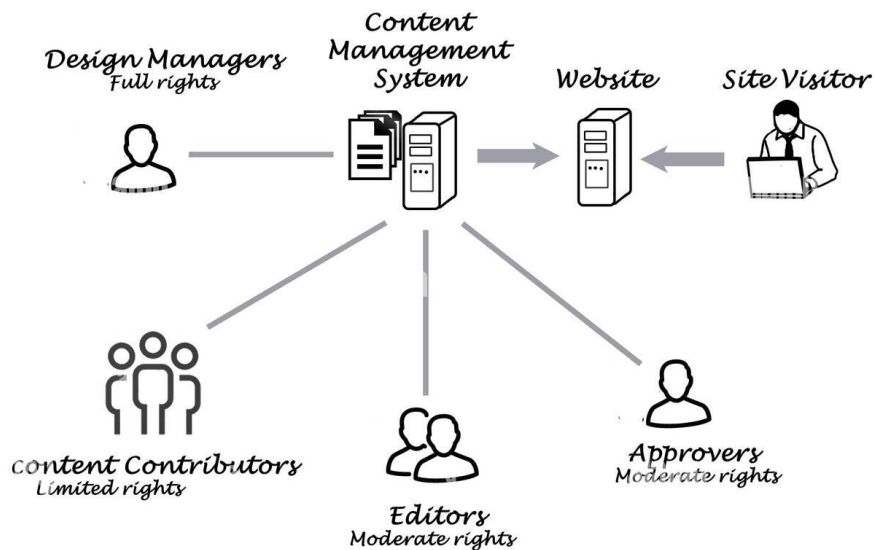 Content
Management
System
Design Managers
Full rights
Website
Site Visitor
Content Contributors
Limited rights
Editors
Moderate rights
Approvers
Moderate rights